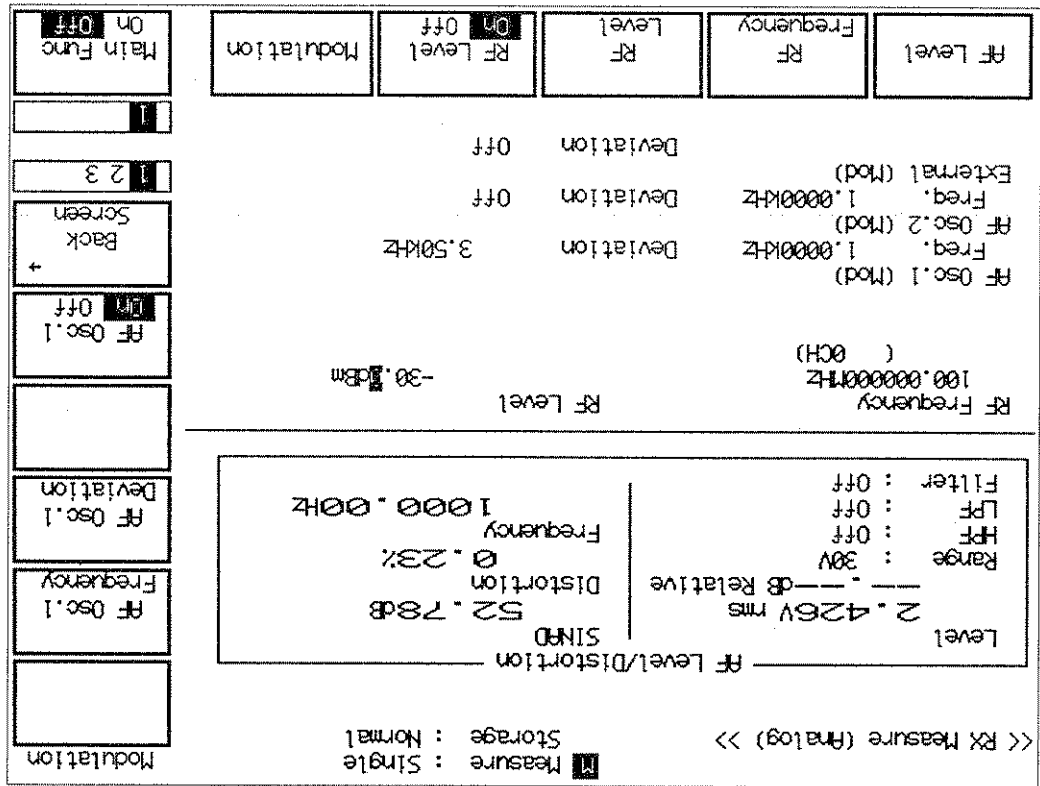 << RX Measure (Analog) >>
M Measure : Single
Storage : Normal
AF Level/Distortion
Level
2.426V rms
---.--dB Relative
Range : 30V
HPF : Off
LPF : Off
Filter : Off
SINAD
52.78dB
Distortion
0.23%
Frequency
1000.00Hz
RF Frequency
100.000000MHz
( 0CH)
RF Level
-30.0dBm
AF Osc.1 (Mod)
Freq. 1.0000kHz Deviation 3.50kHz
AF Osc.2 (Mod)
Freq. 1.0000kHz Deviation Off
External (Mod)
Deviation Off
Modulation
AF Osc.1
Frequency
AF Osc.1
Deviation
AF Osc.1
On Off
→
Back
Screen
1 2 3
1
AF Level
RF
Frequency
RF
Level
RF Level
On Off
Modulation
Main Func
On Off